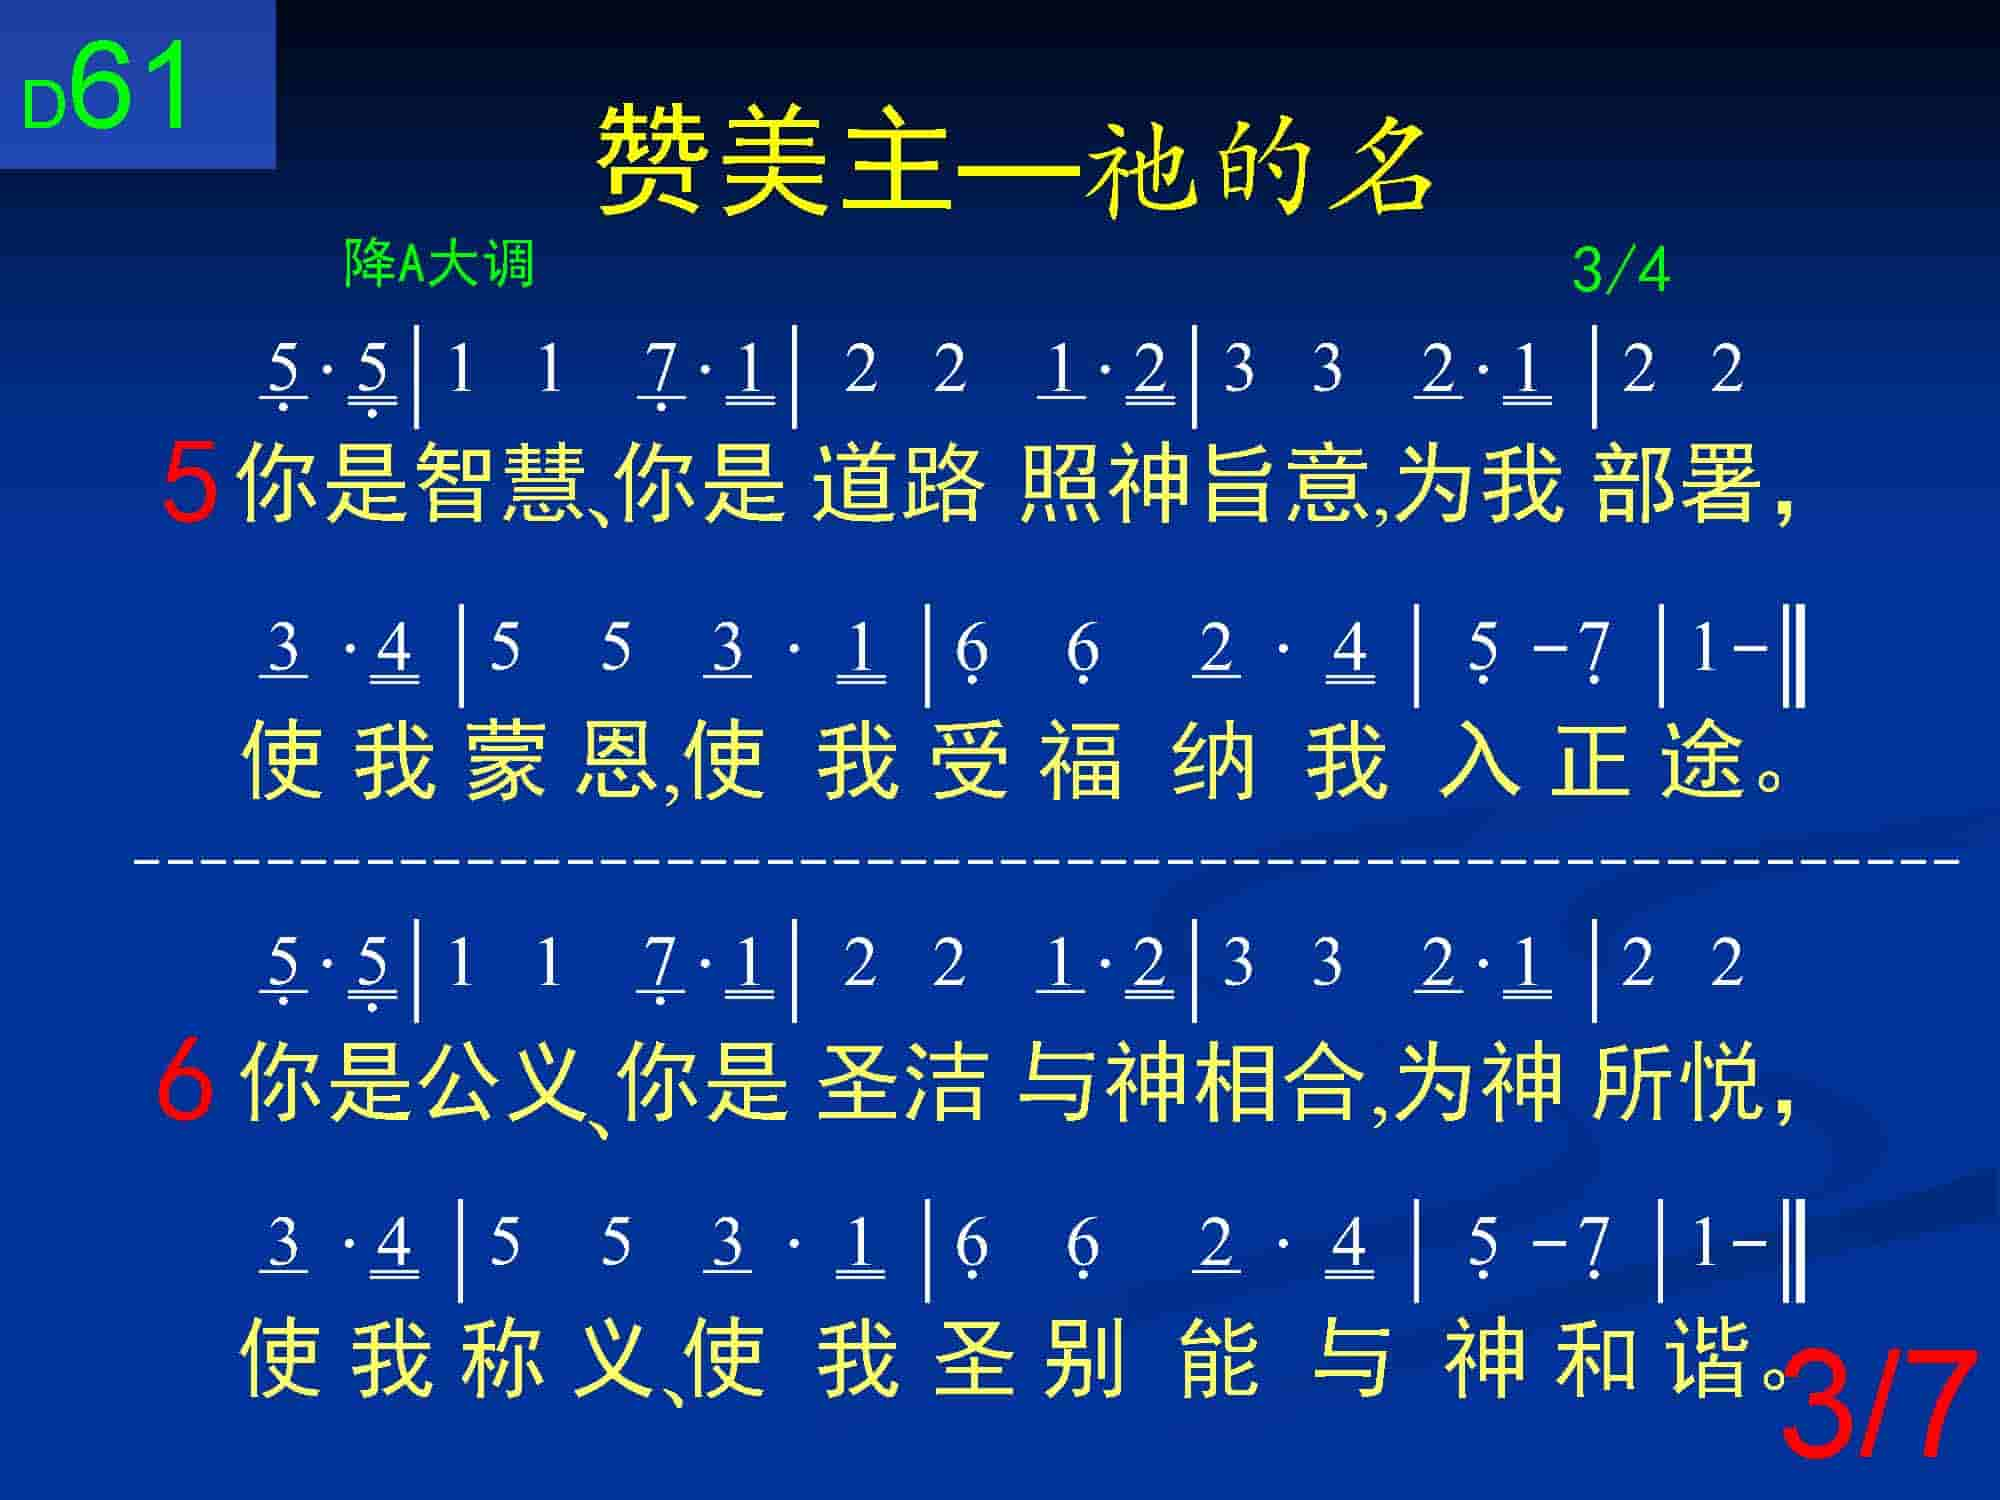 D61
赞美主—祂的名
降A大调 3/4
5·5|1 1 7·1|2 2 1·2|3 3 2·1|2 2
5 你是智慧、你是 道路 照神旨意,为我 部署，
3·4|5 5 3·1|6 6 2·4|5-7|1-‖
使我蒙恩,使我受福 纳我入正途。
5·5|1 1 7·1|2 2 1·2|3 3 2·1|2 2
6 你是公义、你是 圣洁 与神相合,为神 所悦，
3·4|5 5 3·1|6 6 2·4|5-7|1-‖
使我称义、使我圣别 能与神和谐。
3/7